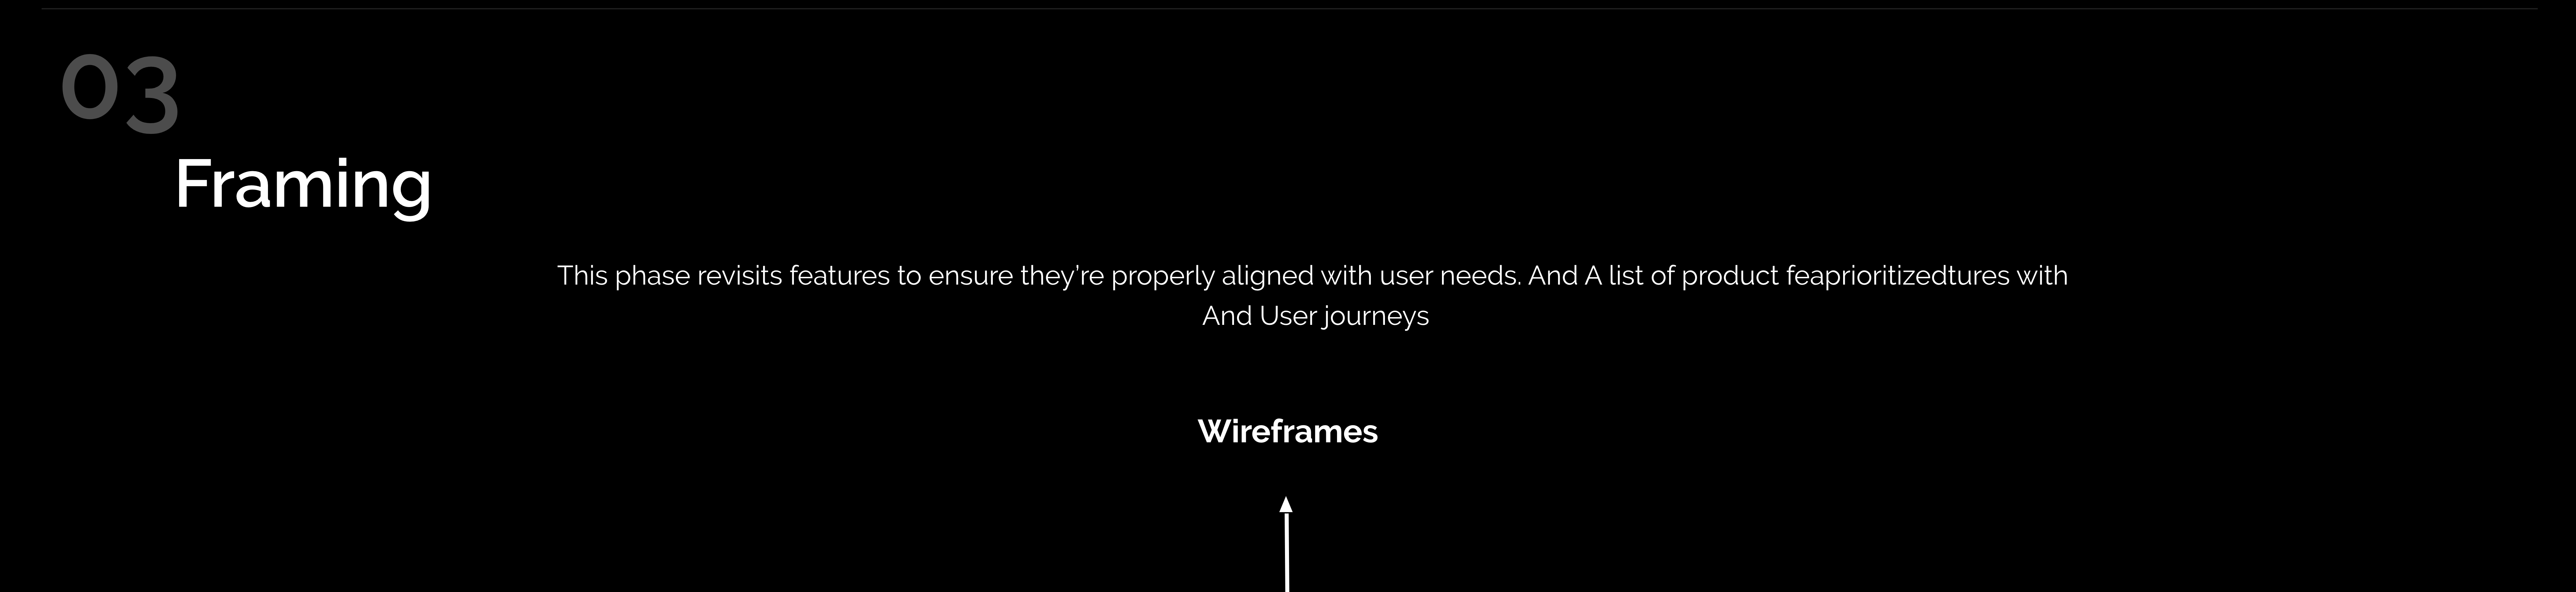 03
Framing
This phase revisits features to ensure they're properly aligned with user needs. And A list of product feaprioritizedtures with
And User journeys
Wireframes